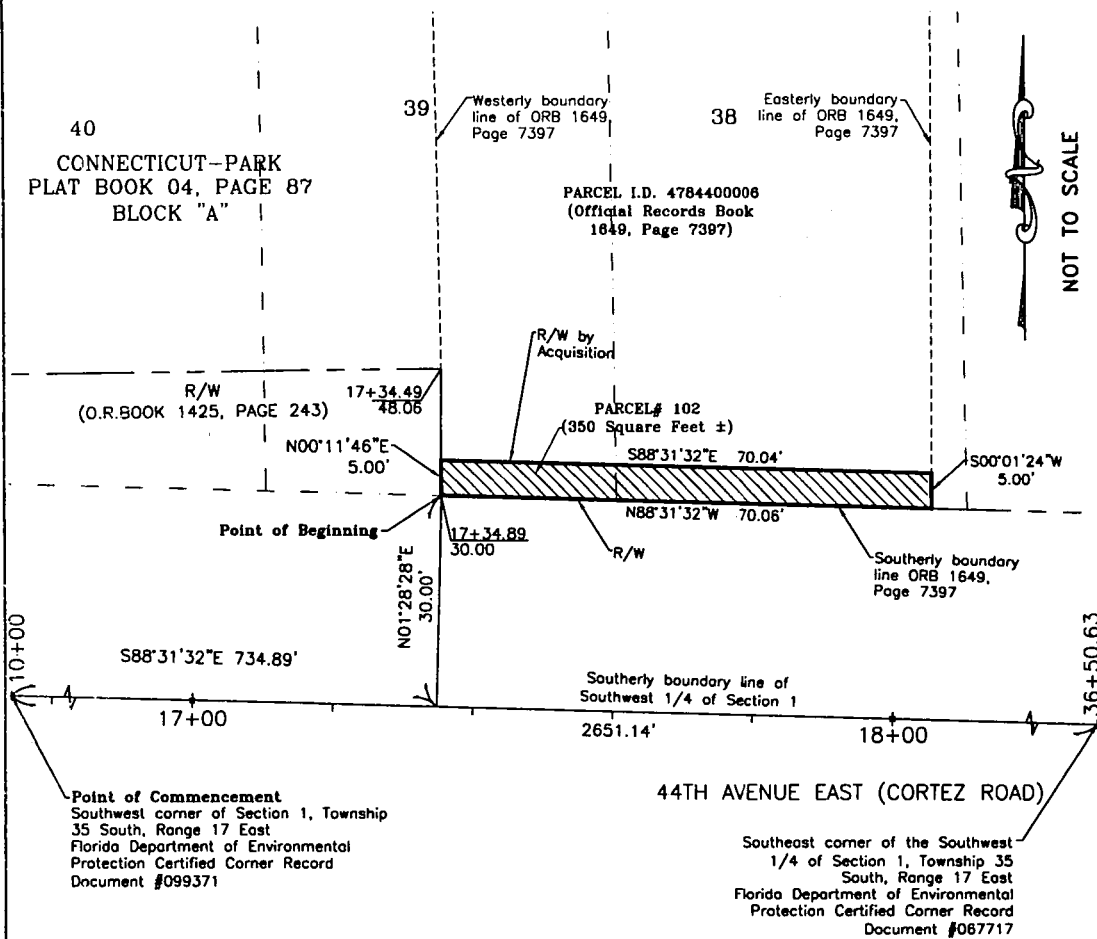 40
CONNECTICUT-PARK
PLAT BOOK 04, PAGE 87
BLOCK "A"
39
Westerly boundary
line of ORB 1649,
Page 7397
38
Easterly boundary
line of ORB 1649,
Page 7397
PARCEL I.D. 4784400006
(Official Records Book
1649, Page 7397)
NOT TO SCALE
R/W by
Acquisition
R/W
(O.R.BOOK 1425, PAGE 243)
17+34.49
48.06
PARCEL# 102
(350 Square Feet ±)
N00°11'46"E
5.00'
S88°31'32"E 70.04'
S00°01'24"W
5.00'
N88°31'32"W 70.06'
Point of Beginning
17+34.89
30.00
R/W
Southerly boundary
line ORB 1649,
Page 7397
N01°28'28"E
30.00'
10+00
S88°31'32"E 734.89'
Southerly boundary line of
Southwest 1/4 of Section 1
36+50.63
17+00
2651.14'
18+00
44TH AVENUE EAST (CORTEZ ROAD)
Point of Commencement
Southwest corner of Section 1, Township
35 South, Range 17 East
Florida Department of Environmental
Protection Certified Corner Record
Document #099371
Southeast corner of the Southwest
1/4 of Section 1, Township 35
South, Range 17 East
Florida Department of Environmental
Protection Certified Corner Record
Document #067717